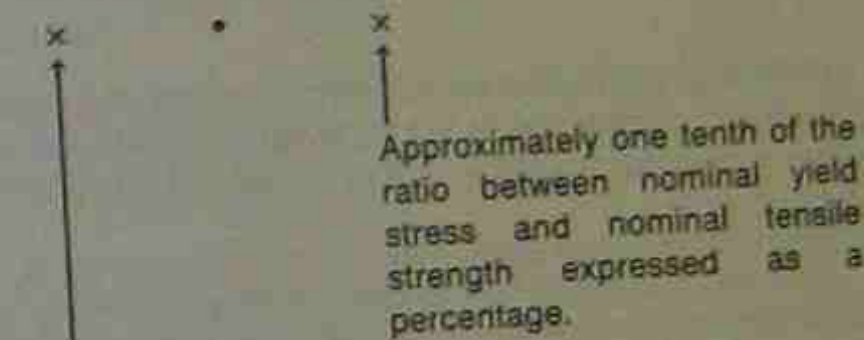 x . x
Approximately one tenth of the
ratio between nominal yield
stress and nominal tensile
strength expressed as a
percentage.